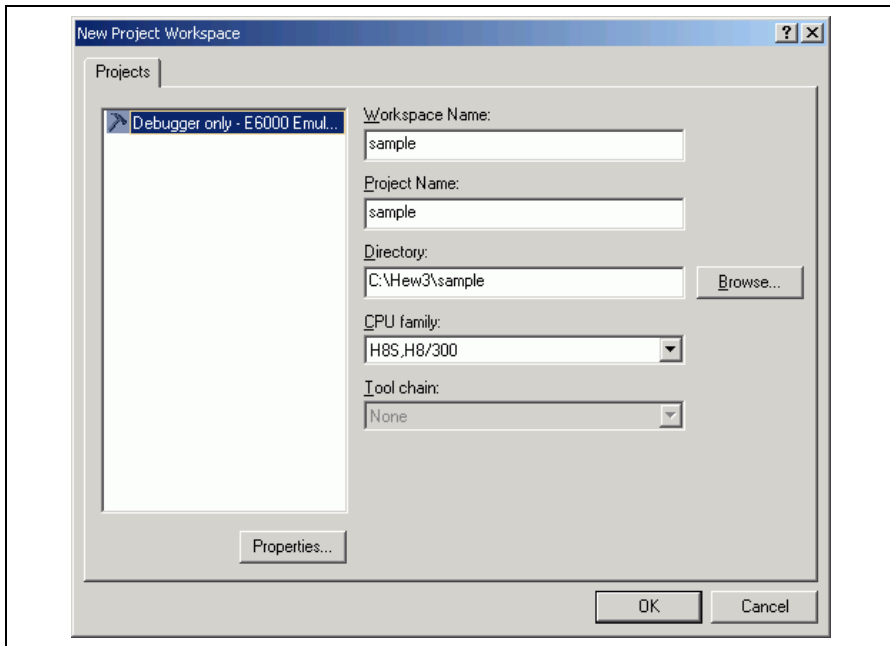 New Project Workspace
Projects
Debugger only - E6000 Emul...
Workspace Name:
sample
Project Name:
sample
Directory:
C:\Hew3\sample
Browse...
CPU family:
H8S,H8/300
Tool chain:
None
Properties...
OK
Cancel